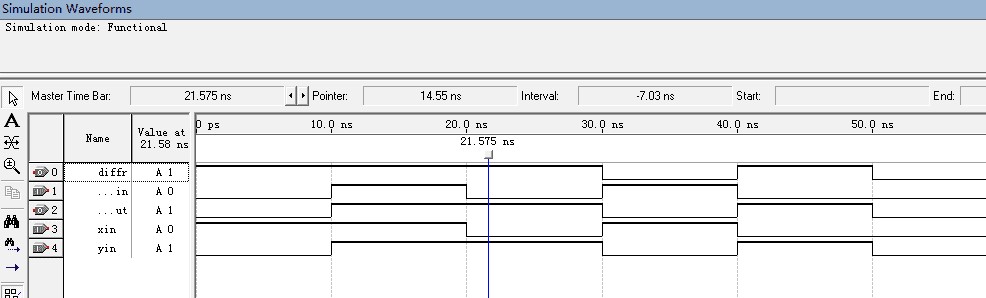 Simulation Waveforms
Simulation mode: Functional
Master Time Bar: 21.575 ns Pointer: 14.55 ns Interval: -7.03 ns Start: End:
A
Name Value at 21.58 ns
0 ps 10.0 ns 20.0 ns 30.0 ns 40.0 ns 50.0 ns
21.575 ns
0 diffr A 1
1 ...in A 0
2 ...ut A 1
3 xin A 0
4 yin A 1